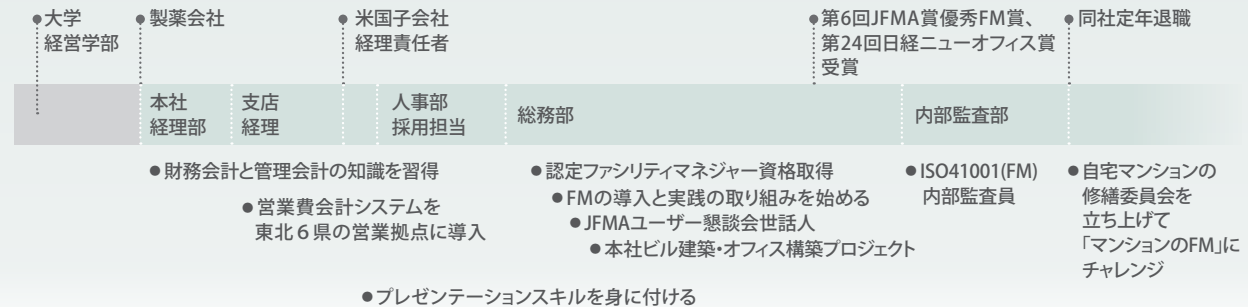 ●大学
経営学部
●製薬会社
●米国子会社
経理責任者
●第6回JFMA賞優秀FM賞、
第24回日経ニューオフィス賞
受賞
●同社定年退職
本社
経理部
支店
経理
人事部
採用担当
総務部
内部監査部
●財務会計と管理会計の知識を習得
●営業費会計システムを
東北６県の営業拠点に導入
●プレゼンテーションスキルを身に付ける
●認定ファシリティマネジャー資格取得
●FMの導入と実践の取り組みを始める
●JFMAユーザー懇談会世話人
●本社ビル建築・オフィス構築プロジェクト
●ISO41001(FM)
内部監査員
●自宅マンションの
修繕委員会を
立ち上げて
「マンションのFM」に
チャレンジ